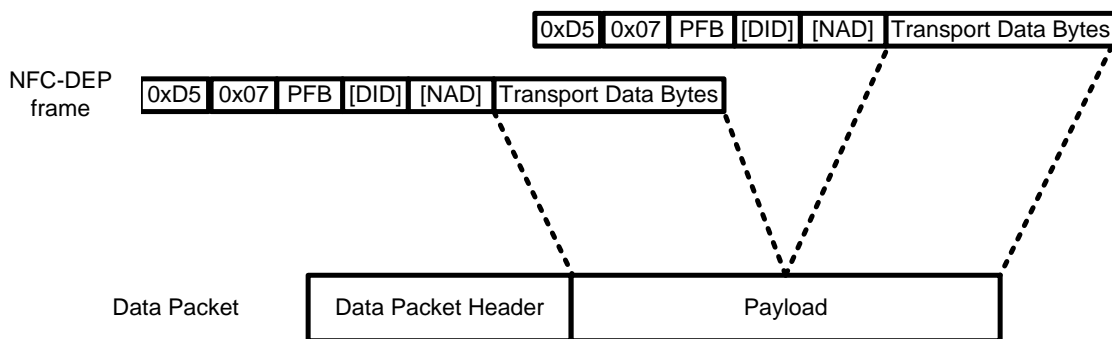 0xD5 0x07 PFB [DID] [NAD] Transport Data Bytes
NFC-DEP
frame
0xD5 0x07 PFB [DID] [NAD] Transport Data Bytes
Data Packet Data Packet Header Payload